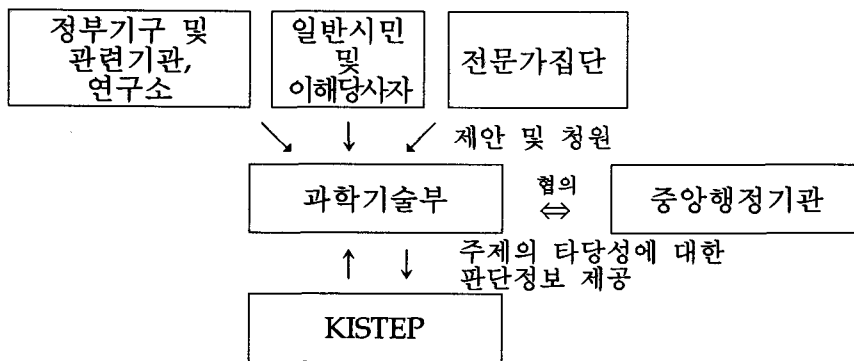 정부기구 및
관련기관,
연구소
일반시민
및
이해당사자
전문가집단
제안 및 청원
과학기술부
협의
중앙행정기관
주제의 타당성에 대한
판단정보 제공
KISTEP